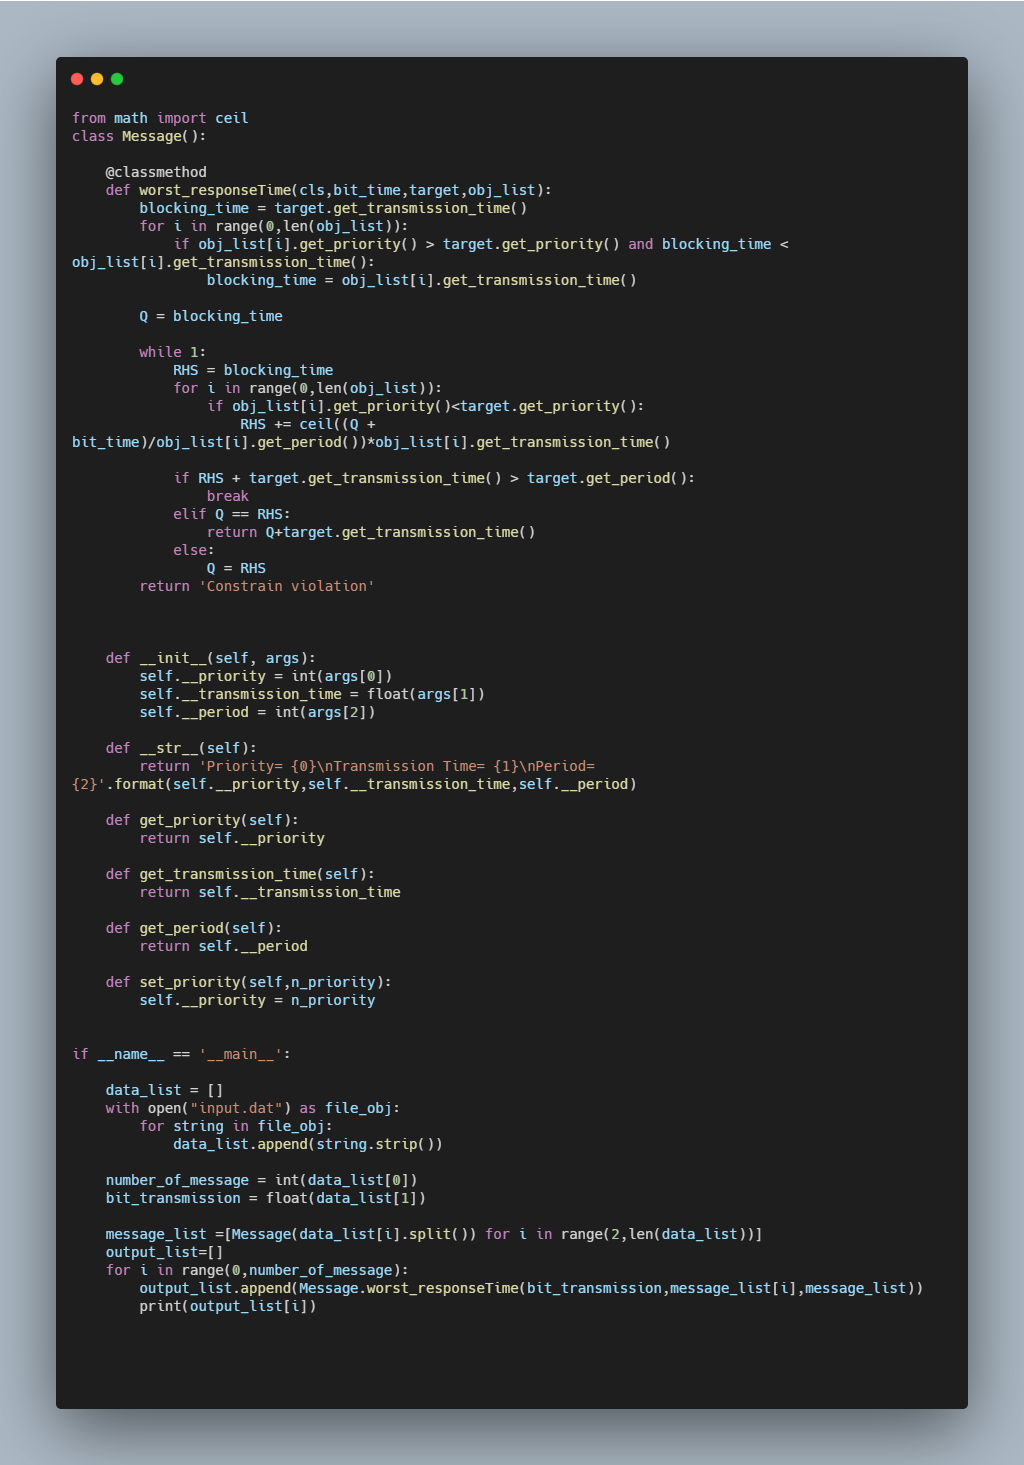 from math import ceil
class Message():
    @classmethod
    def worst_responseTime(cls,bit_time,target,obj_list):
        blocking_time = target.get_transmission_time()
        for i in range(0,len(obj_list)):
            if obj_list[i].get_priority() > target.get_priority() and blocking_time <
obj_list[i].get_transmission_time():
                blocking_time = obj_list[i].get_transmission_time()
        Q = blocking_time
        while 1:
            RHS = blocking_time
            for i in range(0,len(obj_list)):
                if obj_list[i].get_priority()<target.get_priority():
                    RHS += ceil((Q +
bit_time)/obj_list[i].get_period())*obj_list[i].get_transmission_time()
            if RHS + target.get_transmission_time() > target.get_period():
                break
            elif Q == RHS:
                return Q+target.get_transmission_time()
            else:
                Q = RHS
        return 'Constrain violation'
    def __init__(self, args):
        self.__priority = int(args[0])
        self.__transmission_time = float(args[1])
        self.__period = int(args[2])
    def __str__(self):
        return 'Priority= {0}\nTransmission Time= {1}\nPeriod=
{2}'.format(self.__priority,self.__transmission_time,self.__period)
    def get_priority(self):
        return self.__priority
    def get_transmission_time(self):
        return self.__transmission_time
    def get_period(self):
        return self.__period
    def set_priority(self,n_priority):
        self.__priority = n_priority
if __name__ == '__main__':
    data_list = []
    with open("input.dat") as file_obj:
        for string in file_obj:
            data_list.append(string.strip())
    number_of_message = int(data_list[0])
    bit_transmission = float(data_list[1])
    message_list =[Message(data_list[i].split()) for i in range(2,len(data_list))]
    output_list=[]
    for i in range(0,number_of_message):
        output_list.append(Message.worst_responseTime(bit_transmission,message_list[i],message_list))
        print(output_list[i])